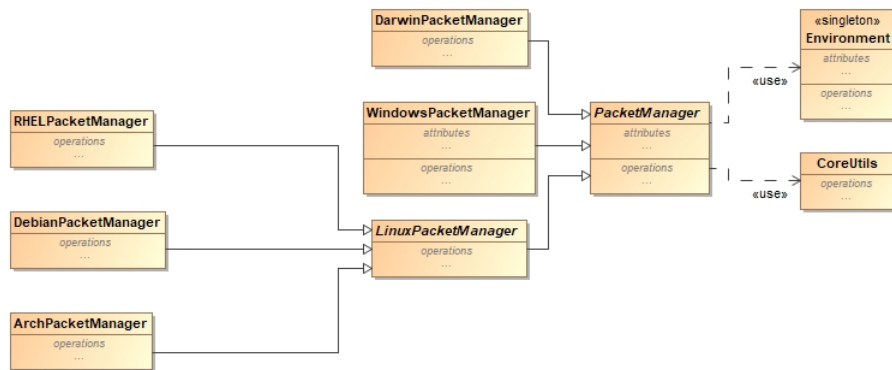 DarwinPacketManager
operations
...
«singleton»
Environment
attributes
...
operations
...
«use»
RHELPacketManager
operations
...
WindowsPacketManager
attributes
...
operations
...
PacketManager
attributes
...
operations
...
CoreUtils
operations
...
«use»
DebianPacketManager
operations
...
LinuxPacketManager
operations
...
ArchPacketManager
operations
...